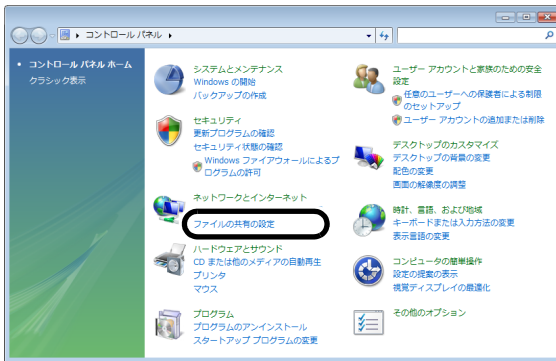 コントロール パネル
コントロール パネル ホーム
クラシック表示
システムとメンテナンス
Windows の開始
バックアップの作成
セキュリティ
更新プログラムの確認
セキュリティ状態の確認
Windows ファイアウォールによるプ
ログラムの許可
ネットワークとインターネット
ファイルの共有の設定
ハードウェアとサウンド
CD または他のメディアの自動再生
プリンタ
マウス
プログラム
プログラムのアンインストール
スタートアップ プログラムの変更
ユーザー アカウントと家族のための安全
設定
任意のユーザーへの保護者による制限
のセットアップ
ユーザー アカウントの追加または削除
デスクトップのカスタマイズ
デスクトップの背景の変更
配色の変更
画面の解像度の調整
時計、言語、および地域
キーボードまたは入力方法の変更
表示言語の変更
コンピュータの簡単操作
設定の提案の表示
視覚ディスプレイの最適化
その他のオプション